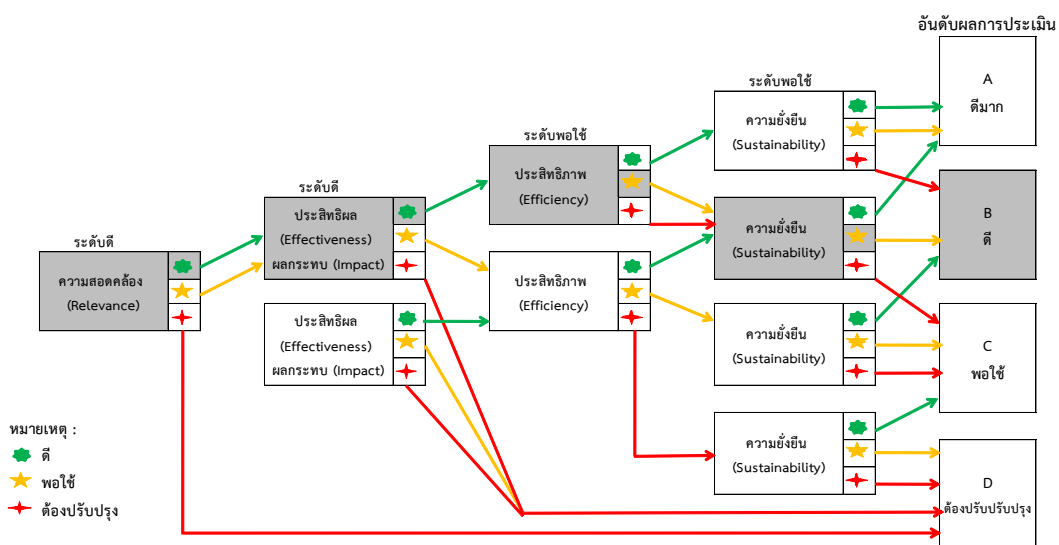 อันดับผลการประเมิน
A
ดีมาก
ระดับพอใช้
ความยั่งยืน
(Sustainability)
ระดับพอใช้
ประสิทธิภาพ
(Efficiency)
ระดับดี
ประสิทธิผล
(Effectiveness)
ผลกระทบ (Impact)
ความยั่งยืน
(Sustainability)
B
ดี
ระดับดี
ความสอดคล้อง
(Relevance)
ประสิทธิภาพ
(Efficiency)
ประสิทธิผล
(Effectiveness)
ผลกระทบ (Impact)
ความยั่งยืน
(Sustainability)
C
พอใช้
ความยั่งยืน
(Sustainability)
D
ต้องปรับปรับปรุง
หมายเหตุ :
ดี
พอใช้
ต้องปรับปรุง